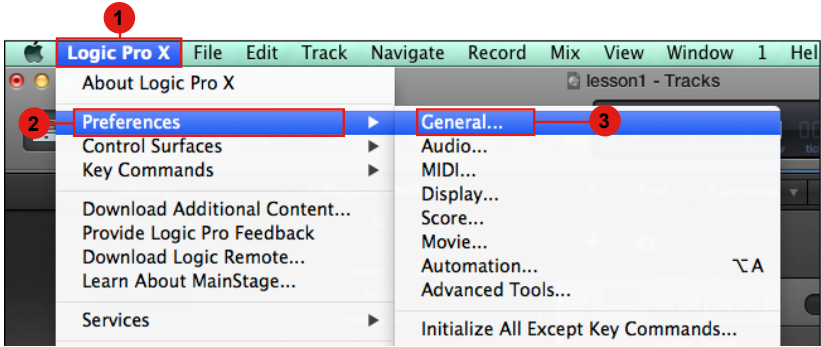 1
Logic Pro X File Edit Track Navigate Record Mix View Window 1 Hel
About Logic Pro X
lesson1 - Tracks
2
Preferences
General...
3
Control Surfaces
Audio...
Key Commands
MIDI...
Display...
Download Additional Content...
Score...
Provide Logic Pro Feedback
Movie...
Download Logic Remote...
Automation... ⌥A
Learn About MainStage...
Advanced Tools...
Services
Initialize All Except Key Commands...